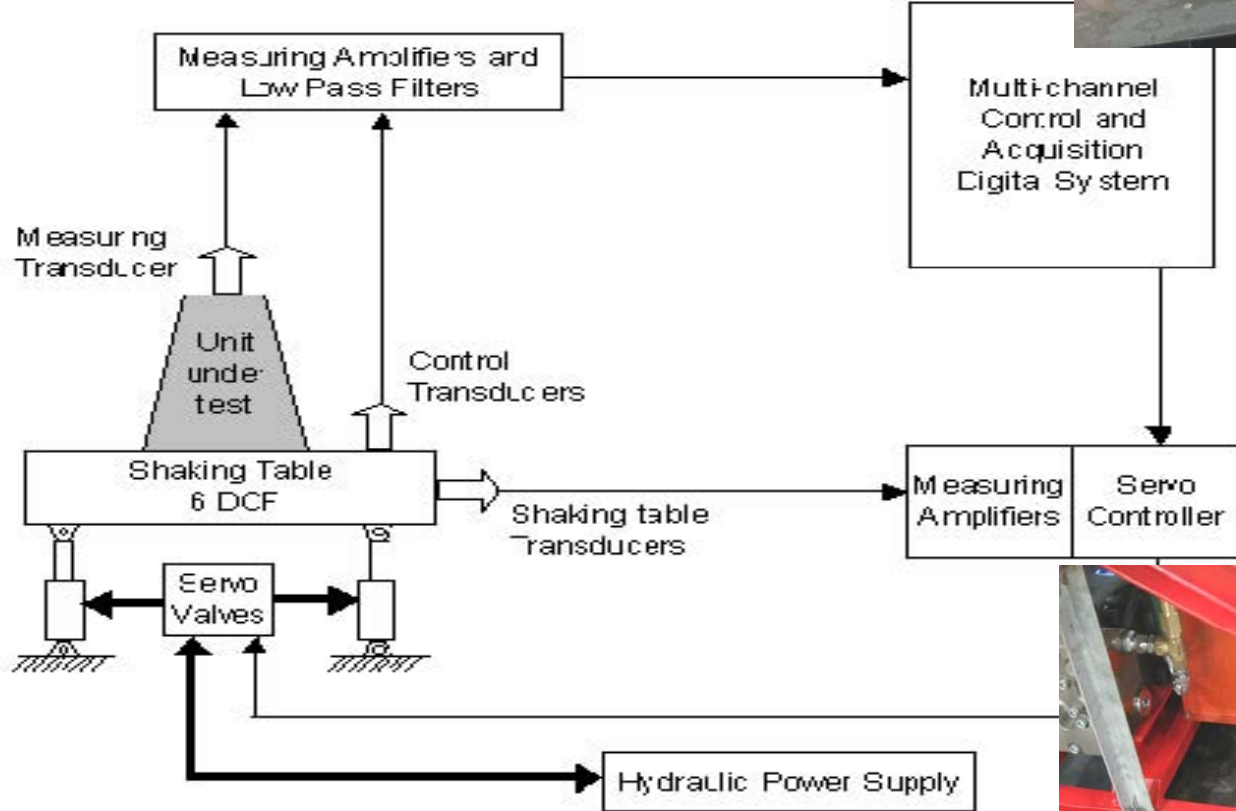 Measuring Amplifiers and
Low Pass Filters
Multi-channel
Control and
Acquisition
Digital System
Measuring
Transducer
Unit
under
test
Control
Transducers
Shaking Table
6 DOF
Shaking table
Transducers
Measuring
Amplifiers
Servo
Controller
Servo
Valves
Hydraulic Power Supply